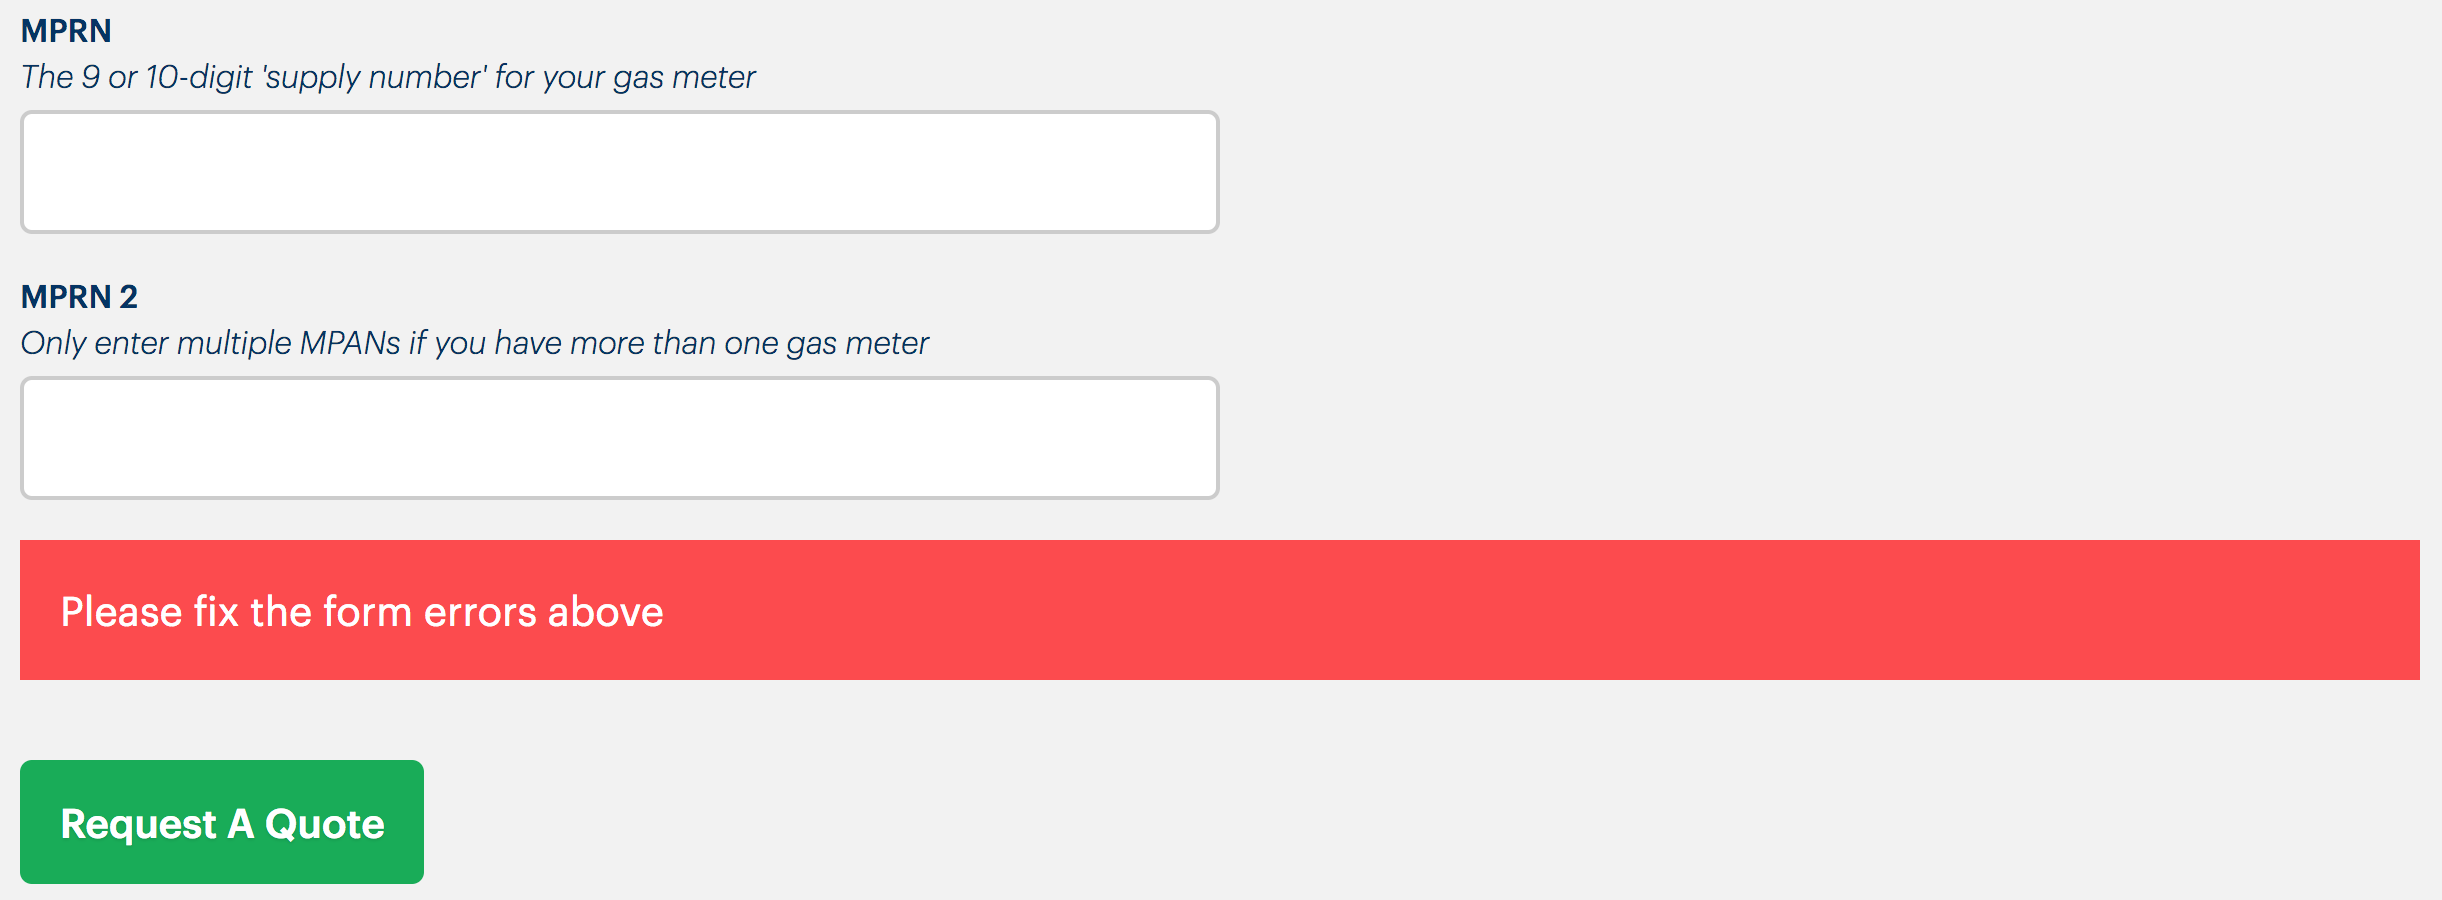 MPRN
The 9 or 10-digit 'supply number' for your gas meter
MPRN 2
Only enter multiple MPANs if you have more than one gas meter
Please fix the form errors above
Request A Quote